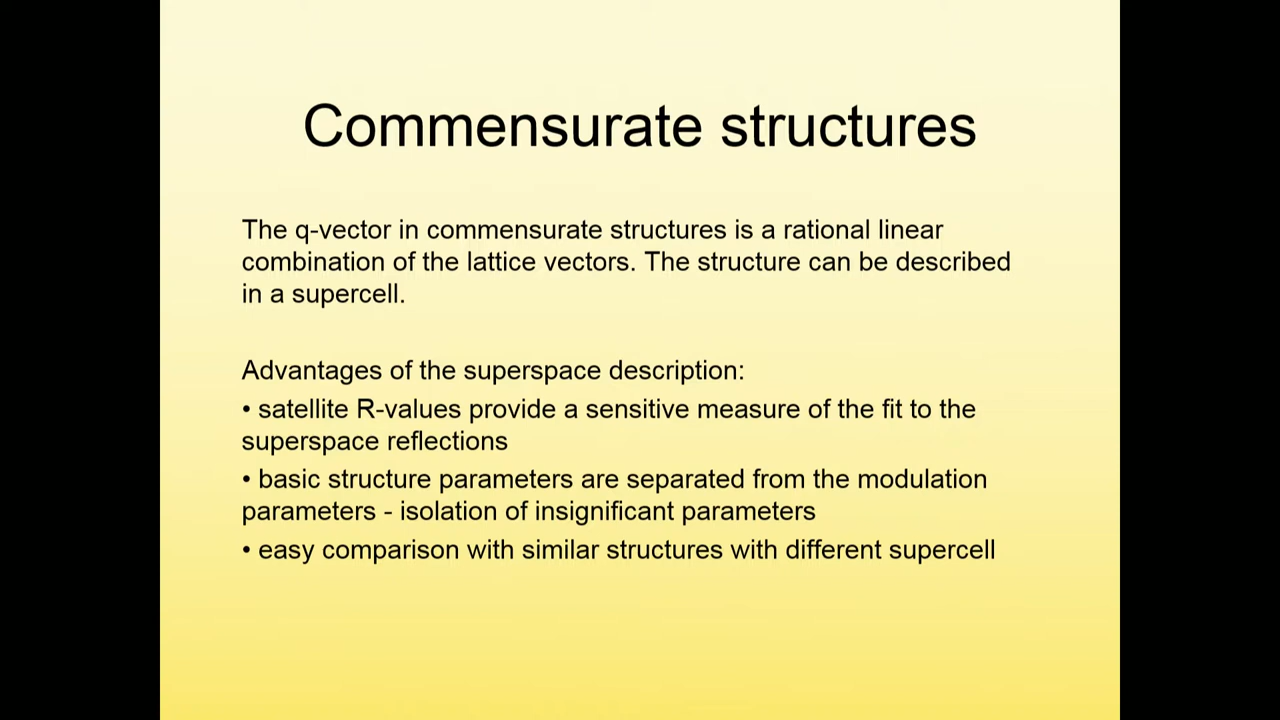 Commensurate structures
The q-vector in commensurate structures is a rational linear
combination of the lattice vectors. The structure can be described
in a supercell.
Advantages of the superspace description:
• satellite R-values provide a sensitive measure of the fit to the
superspace reflections
• basic structure parameters are separated from the modulation
parameters - isolation of insignificant parameters
• easy comparison with similar structures with different supercell